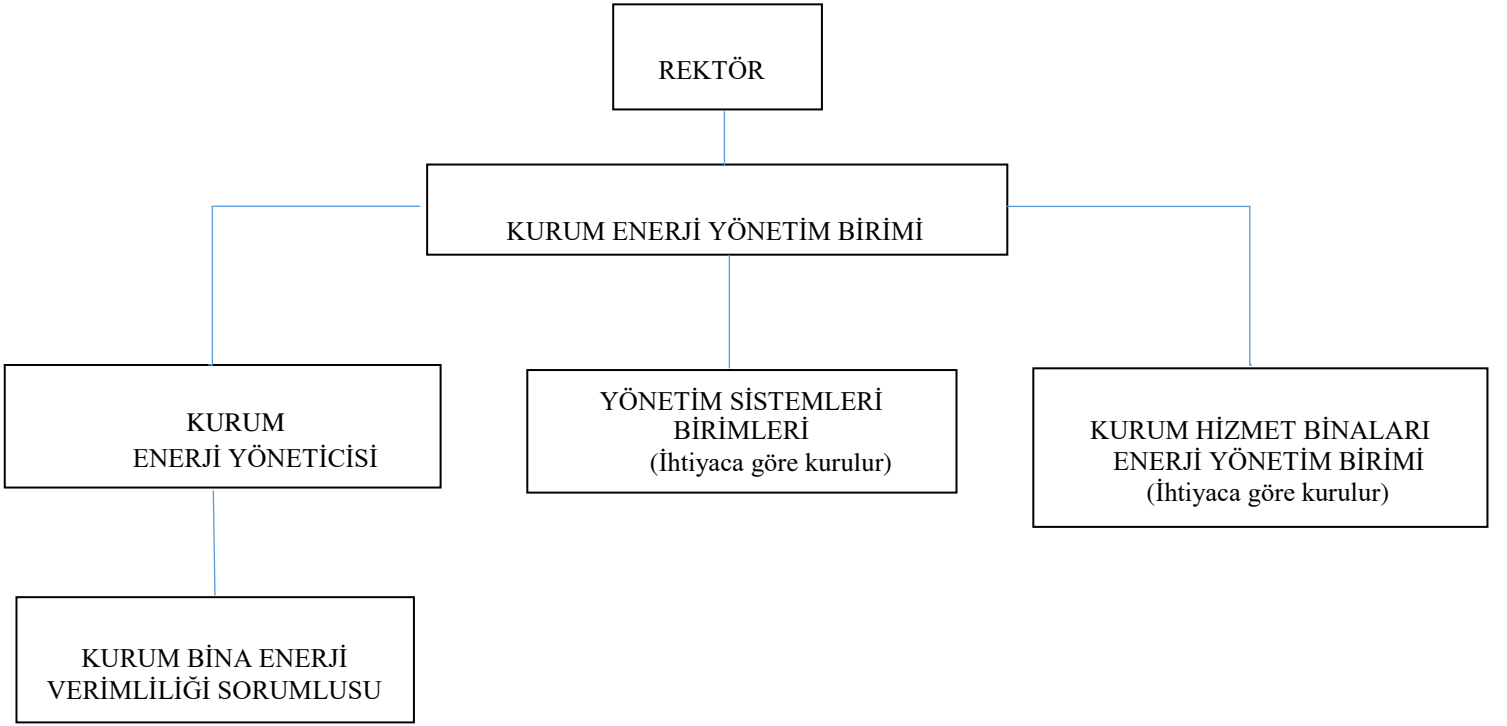 REKTÖR
KURUM ENERJİ YÖNETİM BİRİMİ
KURUM
ENERJİ YÖNETİCİSİ
YÖNETİM SİSTEMLERİ
BİRİMLERİ
(İhtiyaca göre kurulur)
KURUM HİZMET BİNALARI
ENERJİ YÖNETİM BİRİMİ
(İhtiyaca göre kurulur)
KURUM BİNA ENERJİ
VERİMLİLİĞİ SORUMLUSU